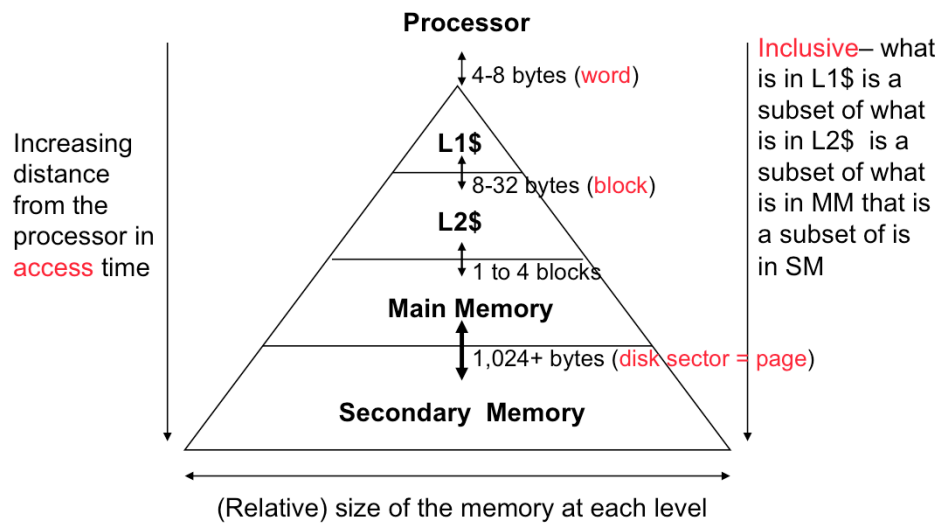 Processor
4-8 bytes (word)
Increasing
distance
from the
processor in
access time
L1$
8-32 bytes (block)
L2$
1 to 4 blocks
Main Memory
1,024+ bytes (disk sector = page)
Secondary Memory
Inclusive– what
is in L1$ is a
subset of what
is in L2$ is a
subset of what
is in MM that is
a subset of is
in SM
(Relative) size of the memory at each level